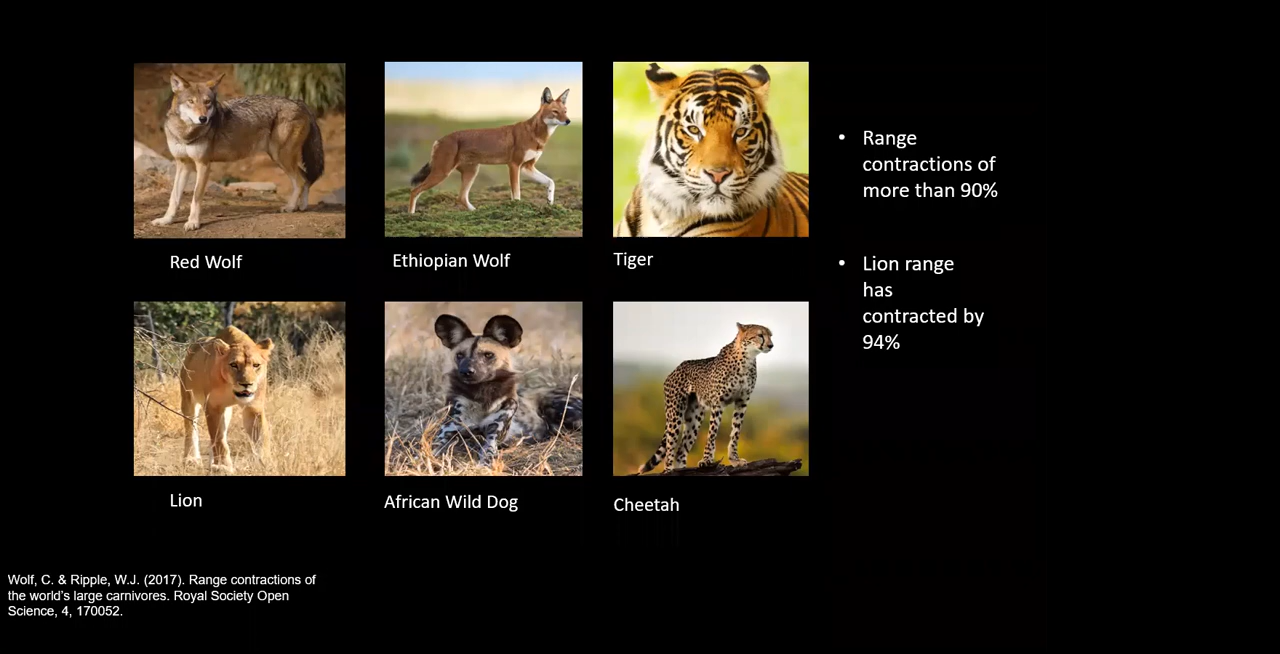 Red Wolf
Ethiopian Wolf
Tiger
Lion
African Wild Dog
Cheetah
• Range
contractions of
more than 90%
• Lion range
has
contracted by
94%
Wolf, C. & Ripple, W.J. (2017). Range contractions of
the world's large carnivores. Royal Society Open
Science, 4, 170052.